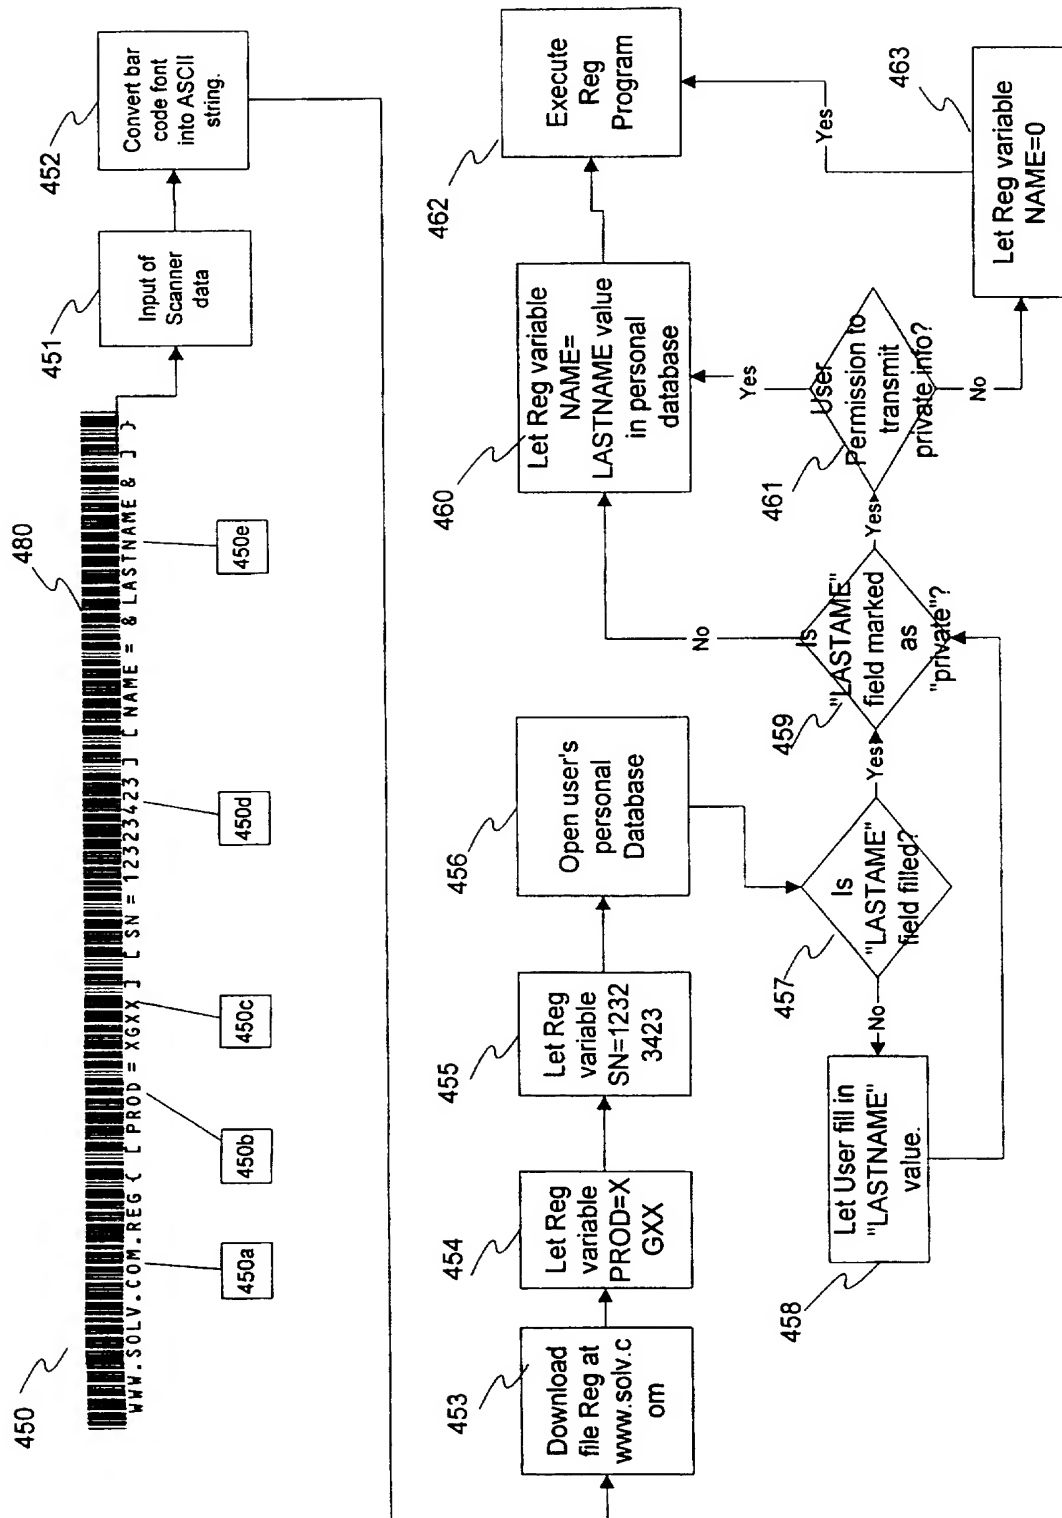 450
480
WWW.SOLV.COM.REG { [ PROD = XGXX ] [ SN = 12323423 ] [ NAME = & LASTNAME & ] }
450a
450b
450c
450d
450e
451
Input of
Scanner
data
452
Convert bar
code font
into ASCII
string.
453
Download
file Reg at
www.solv.c
om
454
Let Reg
variable
PROD=X
GXX
455
Let Reg
variable
SN=1232
3423
456
Open user's
personal
Database
457
Is
"LASTAME"
field filled?
No
Yes
458
Let User fill in
"LASTNAME"
value.
459
Is
"LASTAME"
field marked
as
"private"?
No
Yes
460
Let Reg variable
NAME=
LASTNAME value
in personal
database
461
User
Permission to
transmit
private info?
Yes
No
462
Execute
Reg
Program
Yes
463
Let Reg variable
NAME=0